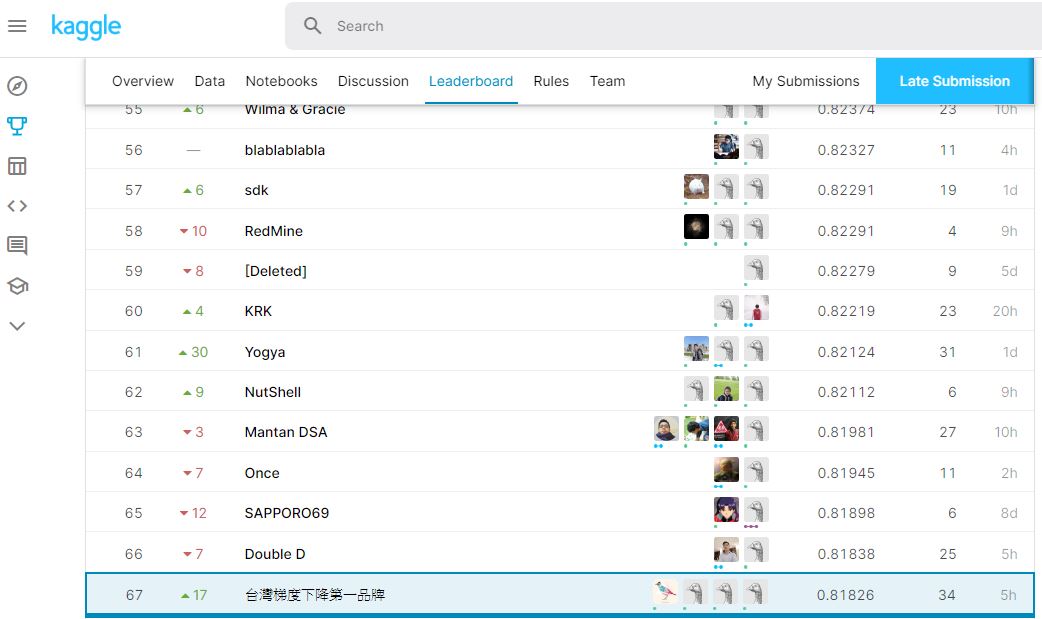 kaggle Search
Overview Data Notebooks Discussion Leaderboard Rules Team My Submissions Late Submission
55 6 Wilma & Gracie 0.82374 23 10h
56 — blablablabla 0.82327 11 4h
57 6 sdk 0.82291 19 1d
58 10 RedMine 0.82291 4 9h
59 8 [Deleted] 0.82279 9 5d
60 4 KRK 0.82219 23 20h
61 30 Yogya 0.82124 31 1d
62 9 NutShell 0.82112 6 9h
63 3 Mantan DSA 0.81981 27 10h
64 7 Once 0.81945 11 2h
65 12 SAPPORO69 0.81898 6 8d
66 7 Double D 0.81838 25 5h
67 17 台灣梯度下降第一品牌 0.81826 34 5h